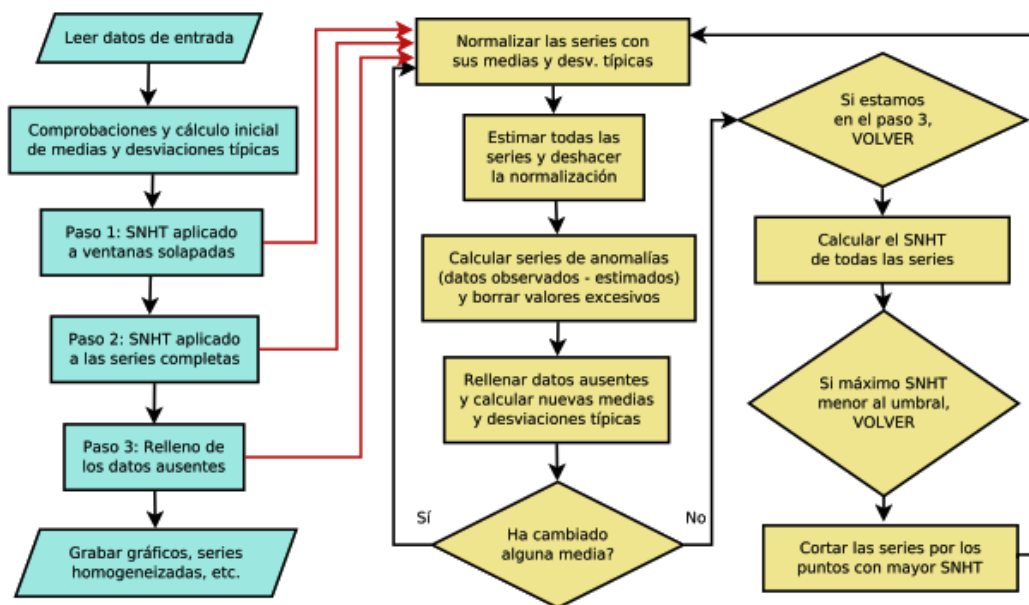 Leer datos de entrada
Comprobaciones y cálculo inicial
de medias y desviaciones típicas
Paso 1: SNHT aplicado
a ventanas solapadas
Paso 2: SNHT aplicado
a las series completas
Paso 3: Relleno de
los datos ausentes
Grabar gráficos, series
homogeneizadas, etc.
Normalizar las series con
sus medias y desv. típicas
Estimar todas las
series y deshacer
la normalización
Calcular series de anomalías
(datos observados - estimados)
y borrar valores excesivos
Rellenar datos ausentes
y calcular nuevas medias
y desviaciones típicas
Sí
Ha cambiado
alguna media?
No
Si estamos
en el paso 3,
VOLVER
Calcular el SNHT
de todas las series
Si máximo SNHT
menor al umbral,
VOLVER
Cortar las series por los
puntos con mayor SNHT